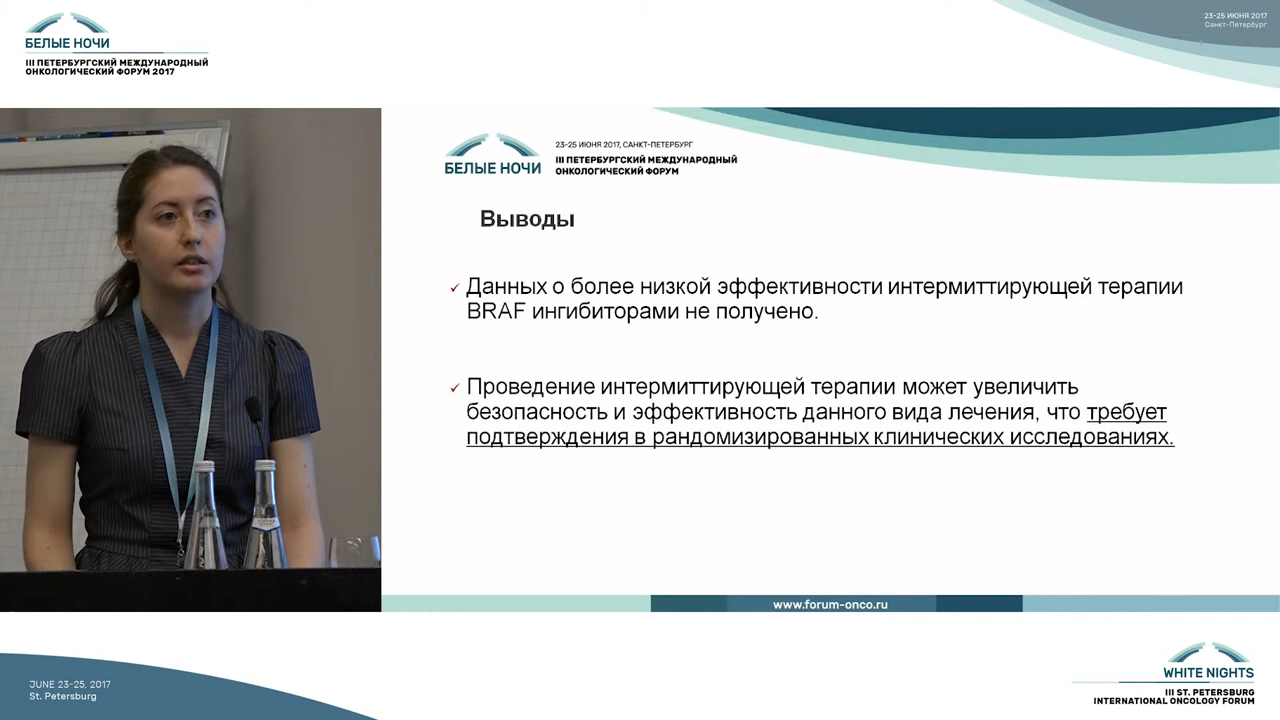 БЕЛЫЕ НОЧИ
III ПЕТЕРБУРГСКИЙ МЕЖДУНАРОДНЫЙ
ОНКОЛОГИЧЕСКИЙ ФОРУМ 2017
23-25 ИЮНЯ 2017
Санкт-Петербург
23-25 ИЮНЯ 2017, САНКТ-ПЕТЕРБУРГ
БЕЛЫЕ НОЧИ
III ПЕТЕРБУРГСКИЙ МЕЖДУНАРОДНЫЙ
ОНКОЛОГИЧЕСКИЙ ФОРУМ
Выводы
Данных о более низкой эффективности интермиттирующей терапии
BRAF ингибиторами не получено.
Проведение интермиттирующей терапии может увеличить
безопасность и эффективность данного вида лечения, что требует
подтверждения в рандомизированных клинических исследованиях.
www.forum-onco.ru
JUNE 23-25, 2017
St. Petersburg
WHITE NIGHTS
III ST. PETERSBURG
INTERNATIONAL ONCOLOGY FORUM